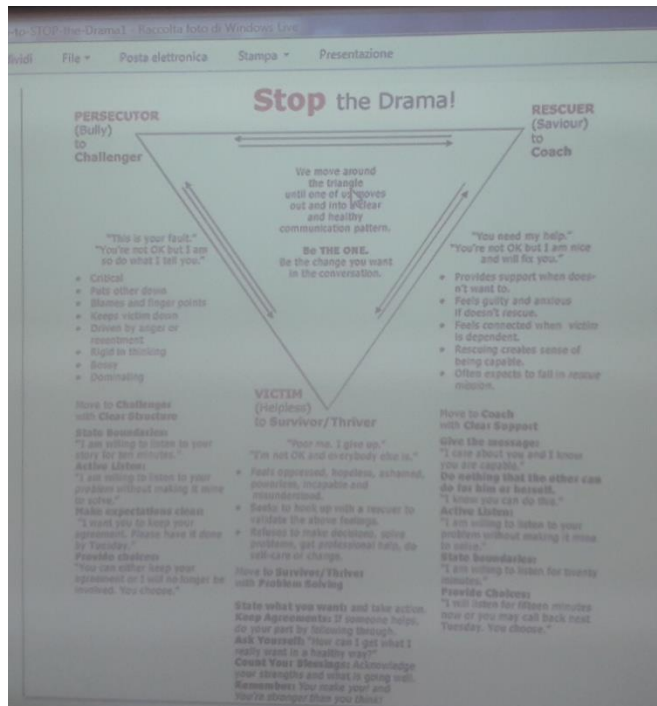 -to-STOP-the-Drama1 - Raccolta foto di Windows Live
dividi File Posta elettronica Stampa Presentazione
Stop the Drama!
PERSECUTOR
(Bully)
to
Challenger
RESCUER
(Saviour)
to
Coach
We move around
the triangle
until one of us moves
out and into clear
and healthy
communication pattern.
Be THE ONE.
Be the change you want
in the conversation.
"This is your fault."
"You're not OK but I am
so do what I tell you."
Critical
Puts other down
Blames and finger points
Keeps victim down
Driven by anger or
resentment
Rigid in thinking
Bossy
Dominating
Move to Challenger
with Clear Structure
State Boundaries:
"I am willing to listen to your
story for ten minutes."
Active Listen:
"I am willing to listen to your
problem without making it mine
to solve."
Make expectations clear:
"I want you to keep your
agreement. Please have it done
by Tuesday."
Provide choices:
"You can either keep your
agreement or I will no longer be
involved. You choose."
VICTIM
(Helpless)
to Survivor/Thriver
"Poor me. I give up."
"I'm not OK and everybody else is."
Feels oppressed, hopeless, ashamed,
powerless, incapable and
misunderstood.
to hook up with a rescuer to
validate the above feelings.
Refuses to make decisions, solve
problems, get professional help, do
self-care or change.
Move to Survivor/Thriver
with Problem Solving
State what you want: and take action.
Keep Agreements: If someone helps,
do your part by following through.
Ask Yourself: "How can I get what I
really want in a healthy way?"
Count Your Blessings: Acknowledge
your strengths and what is going well.
Remember: You make you! and
You're stronger than you think!
"You need my help."
"You're not OK but I am nice
and will fix you."
Provides support when does-
n't want to.
Feels guilty and anxious
if doesn't rescue.
Feels connected when victim
is dependent.
Rescuing creates sense of
being capable.
Often expects to fail in rescue
mission.
Move to Coach
with Clear Support
Give the message:
"I care about you and I know
you are capable."
Do nothing that the other can
do for him or herself.
"I know you can do this."
Active Listen:
"I am willing to listen to your
problem without making it mine
to solve."
State boundaries:
"I am willing to listen for twenty
minutes."
Provide Choices:
"I will listen for fifteen minutes
now or you may call back next
Tuesday. You choose."